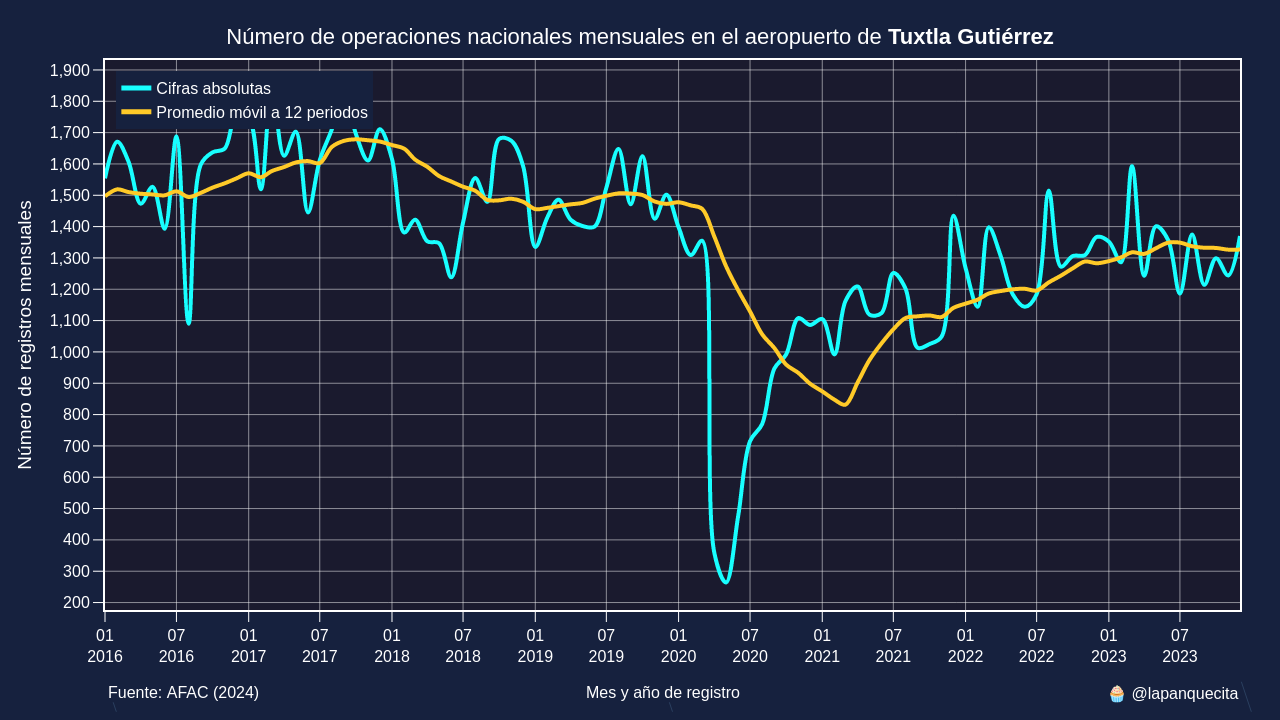 Número de operaciones nacionales mensuales en el aeropuerto de Tuxtla Gutiérrez
Cifras absolutas
Promedio móvil a 12 periodos
Número de registros mensuales
1,900
1,800
1,700
1,600
1,500
1,400
1,300
1,200
1,100
1,000
900
800
700
600
500
400
300
200
01 07 01 07 01 07 01 07 01 07 01 07 01 07 01 07
2016 2016 2017 2017 2018 2018 2019 2019 2020 2020 2021 2021 2022 2022 2023 2023
Fuente: AFAC (2024) Mes y año de registro 🧁 @lapanquecita